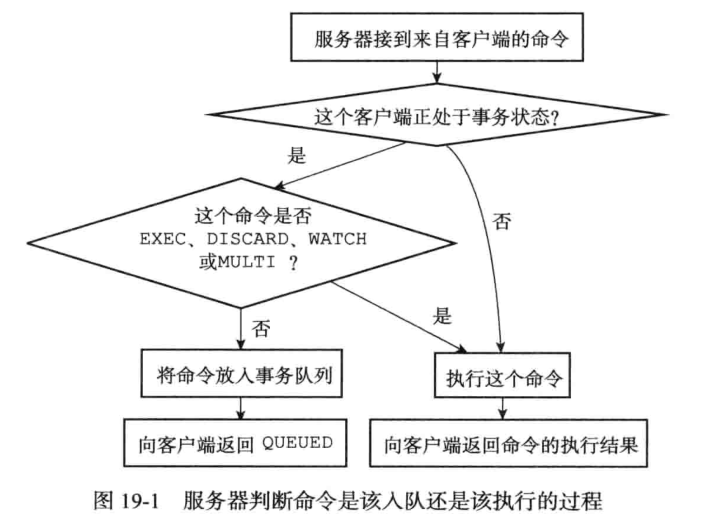 服务器接到来自客户端的命令
这个客户端正处于事务状态？
是
这个命令是否
EXEC、DISCARD、WATCH
或MULTI ？
否
否
是
将命令放入事务队列
执行这个命令
向客户端返回 QUEUED
向客户端返回命令的执行结果
图 19-1 服务器判断命令是该入队还是该执行的过程